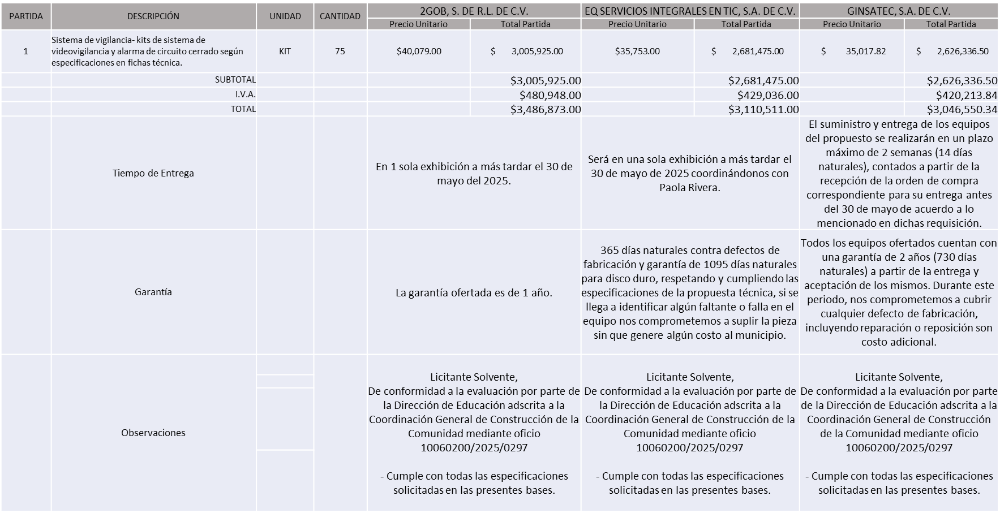 PARTIDA DESCRIPCIÓN UNIDAD CANTIDAD 2GOB, S. DE R.L. DE C.V. EQ SERVICIOS INTEGRALES EN TIC, S.A. DE C.V. GINSATEC, S.A. DE C.V.
Precio Unitario Total Partida Precio Unitario Total Partida Precio Unitario Total Partida
1
Sistema de vigilancia- kits de sistema de
videovigilancia y alarma de circuito cerrado según
especificaciones en fichas técnica.
KIT 75 $40,079.00 $ 3,005,925.00 $35,753.00 $ 2,681,475.00 $ 35,017.82 $ 2,626,336.50
SUBTOTAL $3,005,925.00 $2,681,475.00 $2,626,336.50
I.V.A. $480,948.00 $429,036.00 $420,213.84
TOTAL $3,486,873.00 $3,110,511.00 $3,046,550.34
Tiempo de Entrega
En 1 sola exhibición a más tardar el 30 de
mayo del 2025.
Será en una sola exhibición a más tardar el
30 de mayo de 2025 coordinándonos con
Paola Rivera.
El suministro y entrega de los equipos
del propuesto se realizarán en un plazo
máximo de 2 semanas (14 días
naturales), contados a partir de la
recepción de la orden de compra
correspondiente para su entrega antes
del 30 de mayo de acuerdo a lo
mencionado en dichas requisición.
Garantía
La garantía ofertada es de 1 año.
365 días naturales contra defectos de
fabricación y garantía de 1095 días naturales
para disco duro, respetando y cumpliendo las
especificaciones de la propuesta técnica, si se
llega a identificar algún faltante o falla en el
equipo nos comprometemos a suplir la pieza
sin que genere algún costo al municipio.
Todos los equipos ofertados cuentan con
una garantía de 2 años (730 días
naturales) a partir de la entrega y
aceptación de los mismos. Durante este
periodo, nos comprometemos a cubrir
cualquier defecto de fabricación,
incluyendo reparación o reposición son
costo adicional.
Observaciones
Licitante Solvente,
De conformidad a la evaluación por parte de
la Dirección de Educación adscrita a la
Coordinación General de Construcción de la
Comunidad mediante oficio
10060200/2025/0297
- Cumple con todas las especificaciones
solicitadas en las presentes bases.
Licitante Solvente,
De conformidad a la evaluación por parte de
la Dirección de Educación adscrita a la
Coordinación General de Construcción de la
Comunidad mediante oficio
10060200/2025/0297
- Cumple con todas las especificaciones
solicitadas en las presentes bases.
Licitante Solvente,
De conformidad a la evaluación por parte
de la Dirección de Educación adscrita a la
Coordinación General de Construcción
de la Comunidad mediante oficio
10060200/2025/0297
- Cumple con todas las especificaciones
solicitadas en las presentes bases.